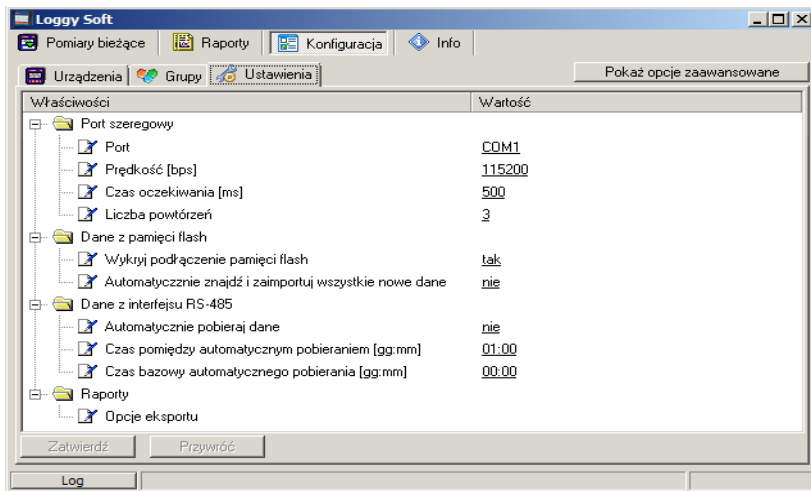 Loggy Soft
Pomiary bieżące Raporty Konfiguracja Info
Urządzenia Grupy Ustawienia Pokaż opcje zaawansowane
Właściwości Wartość
Port szeregowy
Port COM1
Prędkość [bps] 115200
Czas oczekiwania [ms] 500
Liczba powtórzeń 3
Dane z pamięci flash
Wykryj podłączenie pamięci flash tak
Automatycznie znajdź i zaimportuj wszystkie nowe dane nie
Dane z interfejsu RS-485
Automatycznie pobieraj dane nie
Czas pomiędzy automatycznym pobieraniem [gg:mm] 01:00
Czas bazowy automatycznego pobierania [gg:mm] 00:00
Raporty
Opcje eksportu
Zatwierdź Przywróć
Log